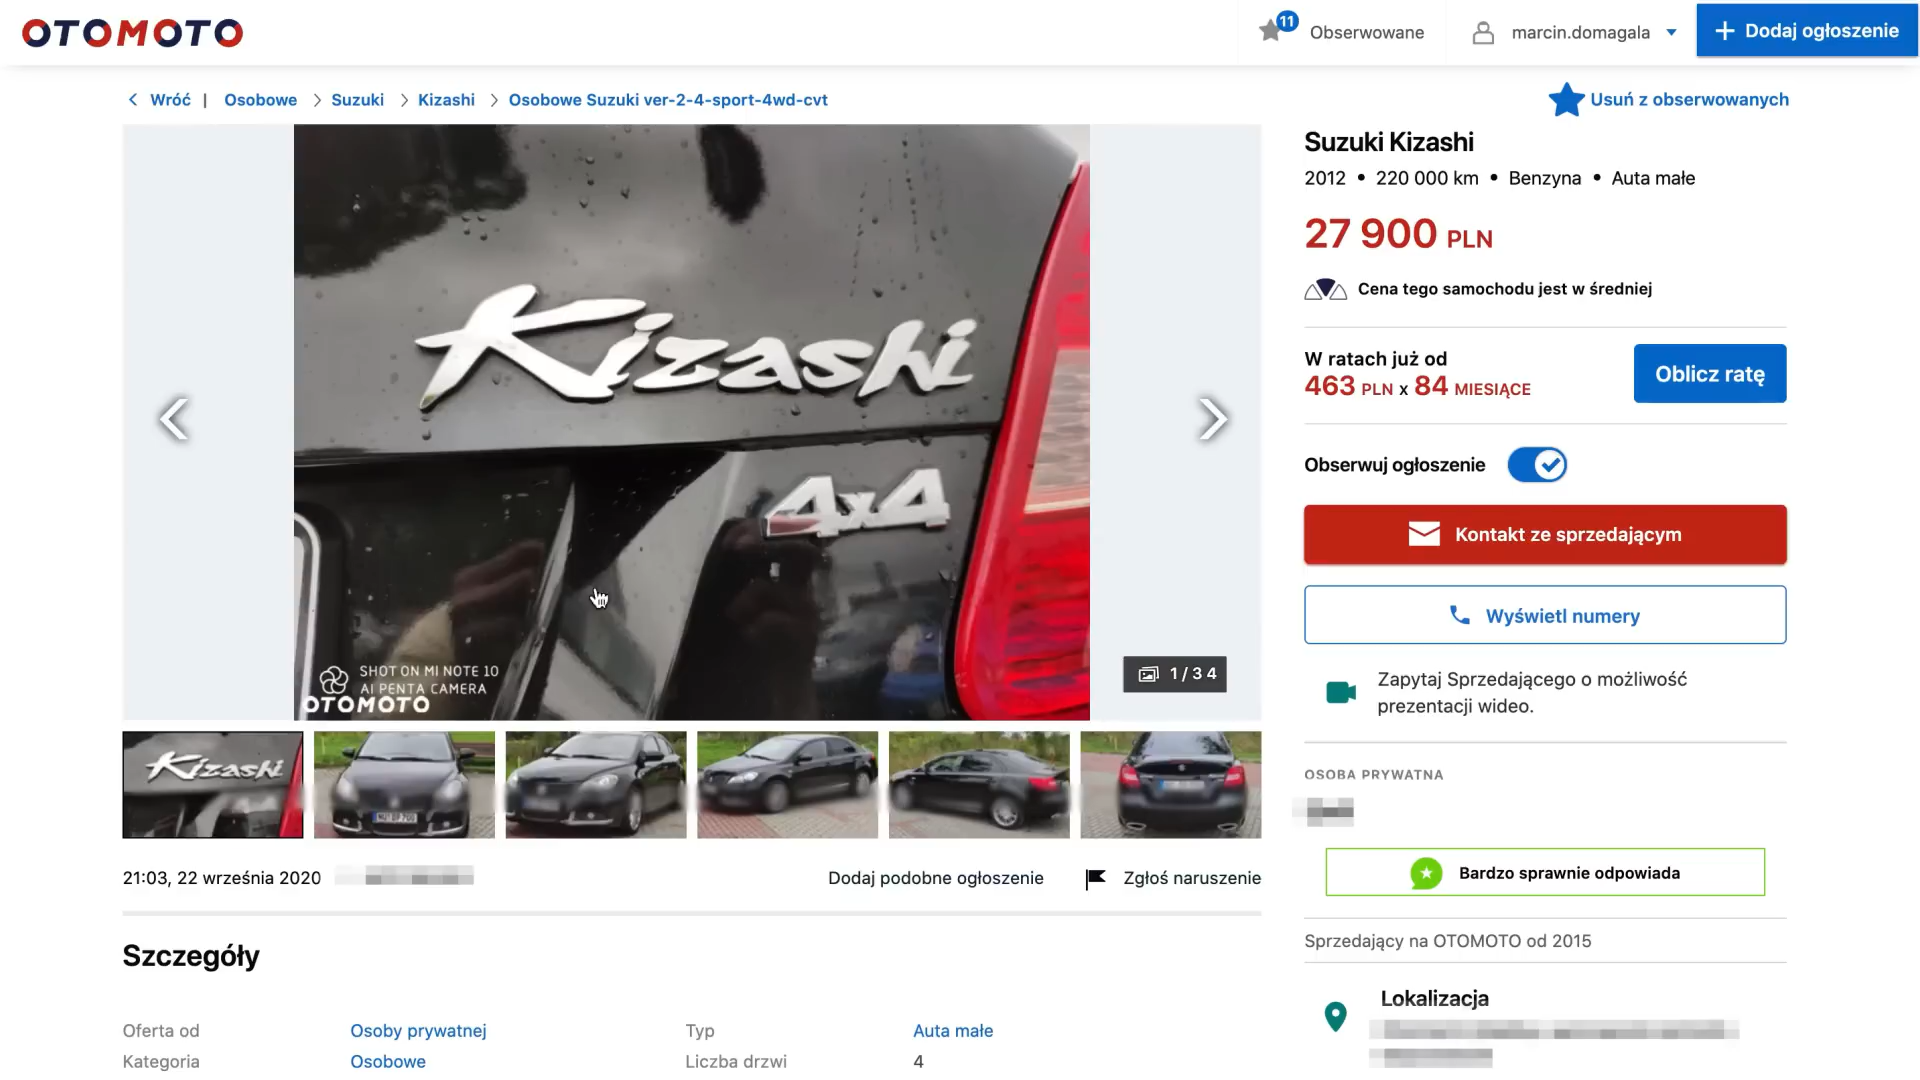 OTOMOTO
11
Obserwowane
marcin.domagala
+ Dodaj ogłoszenie
Wróć | Osobowe > Suzuki > Kizashi > Osobowe Suzuki ver-2-4-sport-4wd-cvt
Usuń z obserwowanych
Kizashi
4x4
SHOT ON MI NOTE 10
AI PENTA CAMERA
OTOMOTO
1/34
Kizashi
21:03, 22 września 2020
Dodaj podobne ogłoszenie
Zgłoś naruszenie
Szczegóły
Oferta od Osoby prywatnej Typ Auta małe
Kategoria Osobowe Liczba drzwi 4
Suzuki Kizashi
2012 • 220 000 km • Benzyna • Auta małe
27 900 PLN
Cena tego samochodu jest w średniej
W ratach już od
463 PLN x 84 MIESIĄCE
Oblicz ratę
Obserwuj ogłoszenie
Kontakt ze sprzedającym
Wyświetl numery
Zapytaj Sprzedającego o możliwość
prezentacji wideo.
OSOBA PRYWATNA
Bardzo sprawnie odpowiada
Sprzedający na OTOMOTO od 2015
Lokalizacja